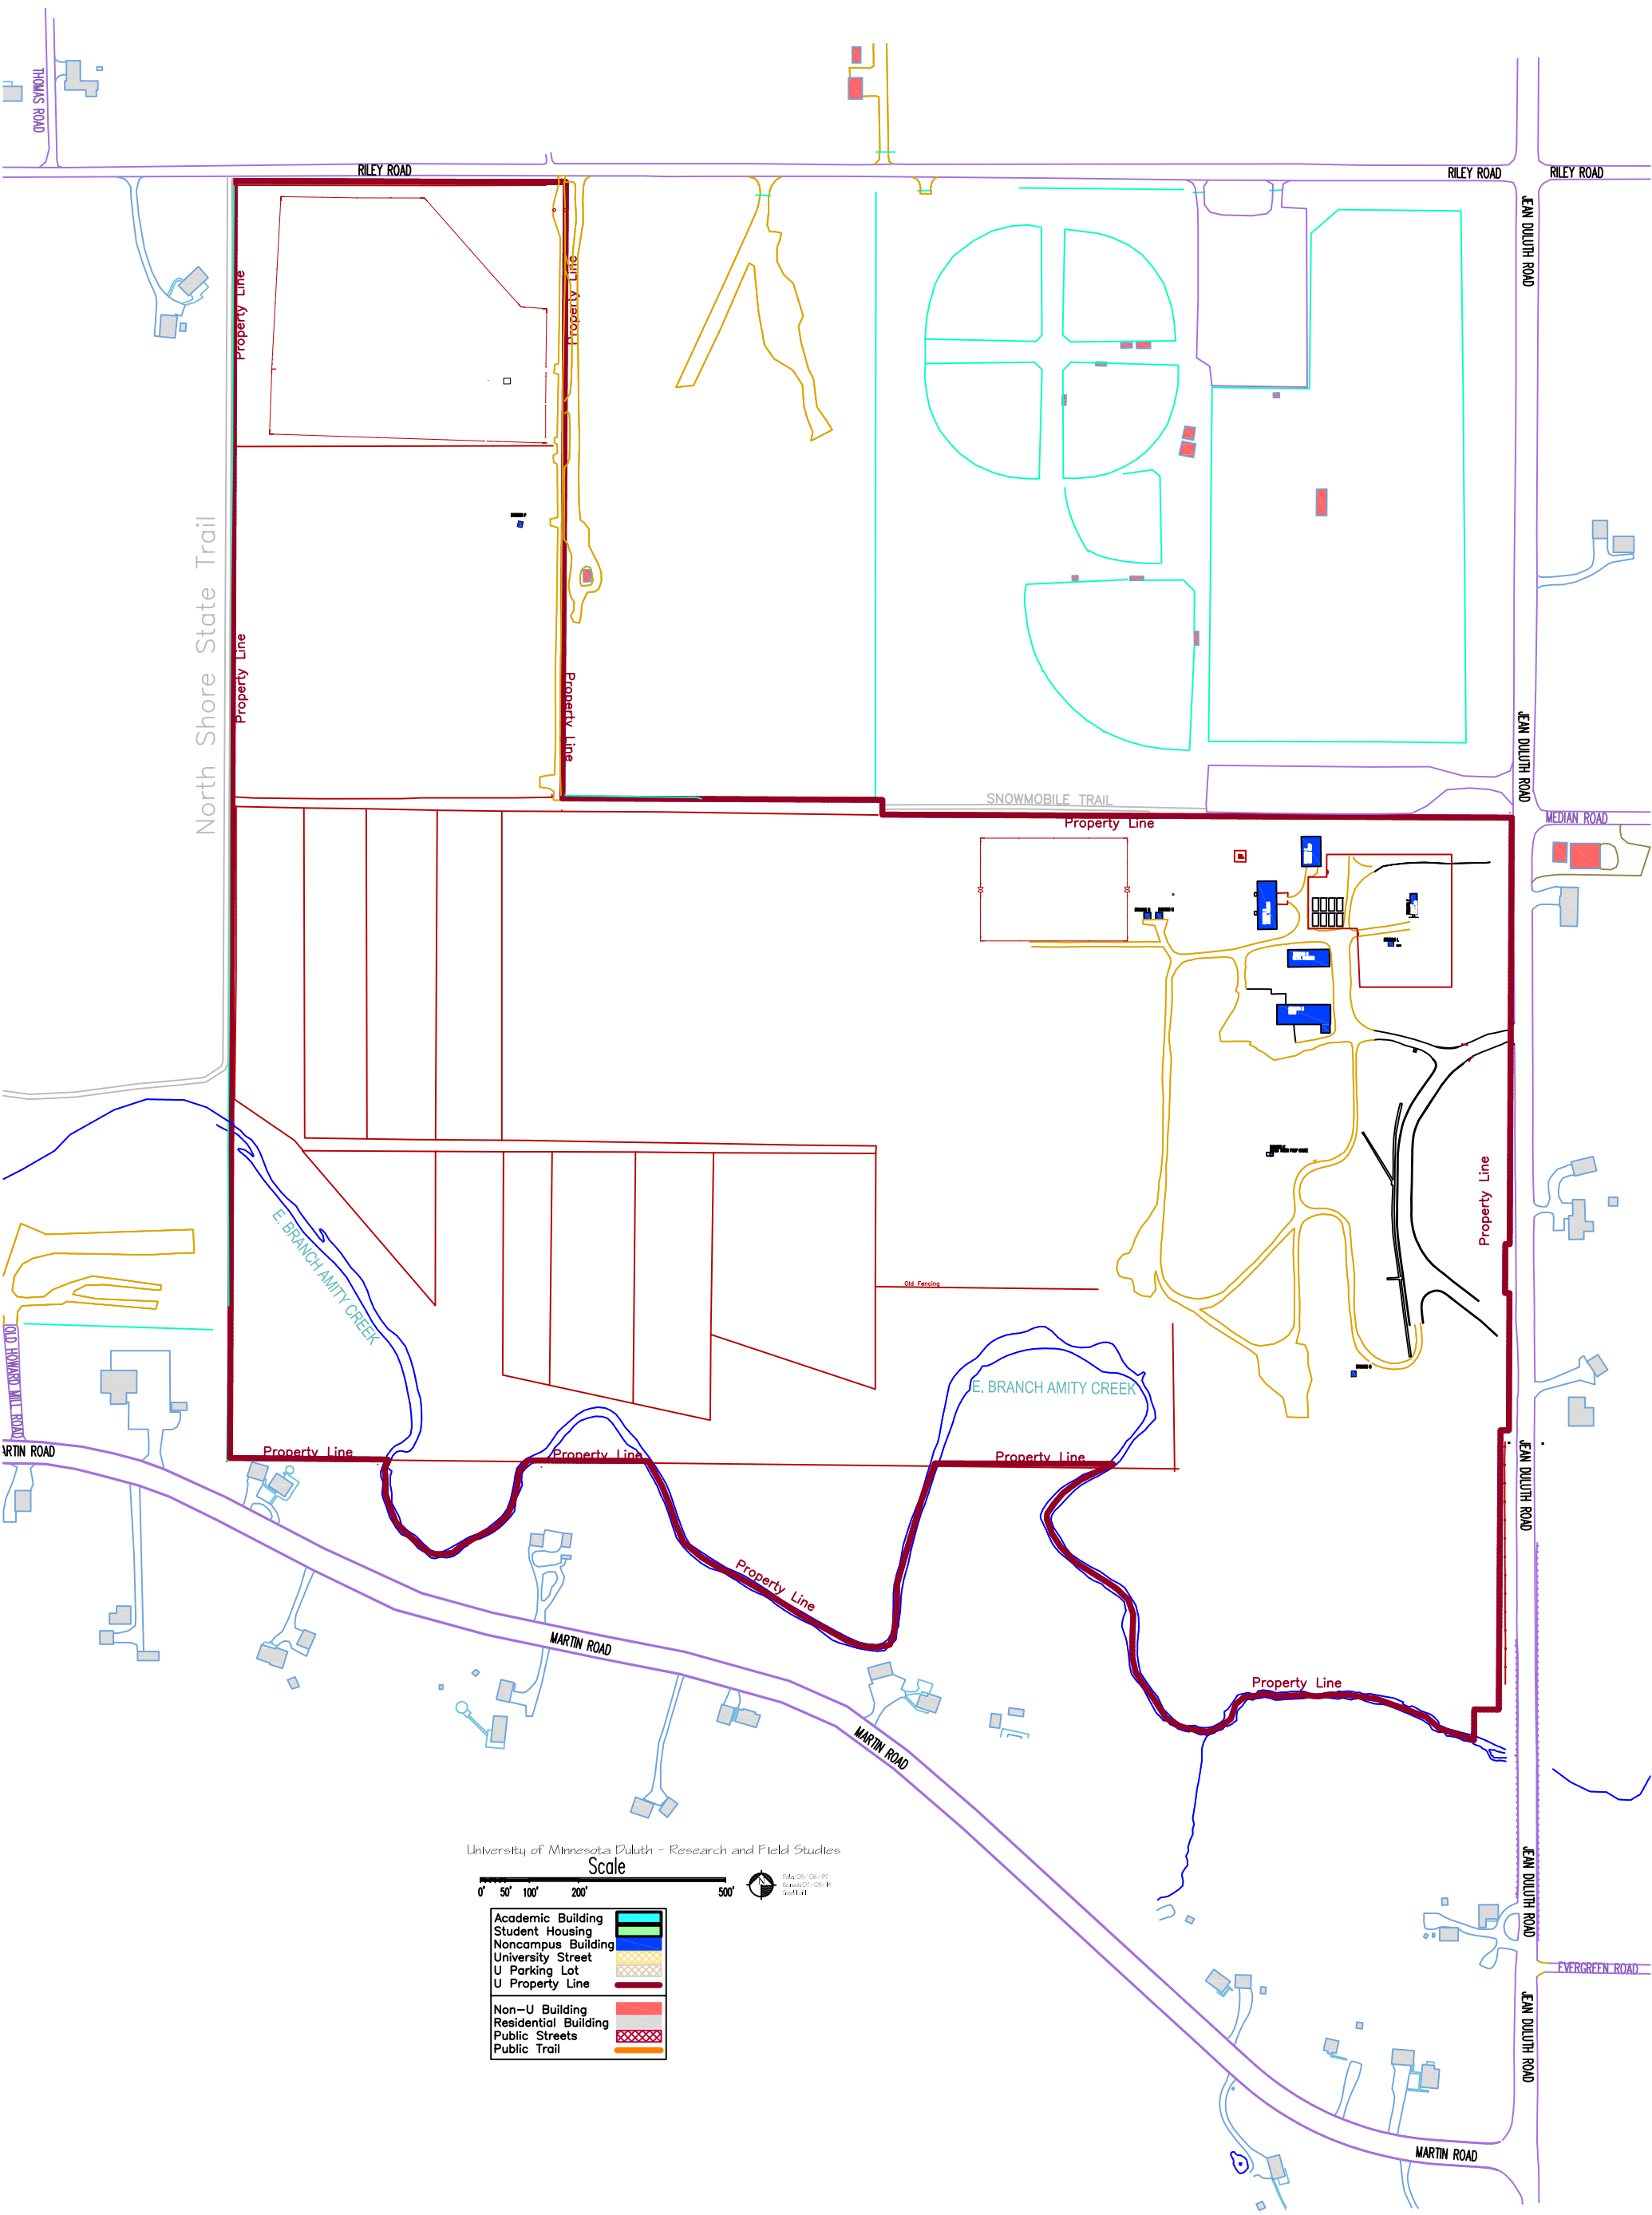 THOMAS ROAD
RILEY ROAD
RILEY ROAD
RILEY ROAD
JEAN DULUTH ROAD
Property Line
Property Line
North Shore State Trail
Property Line
Property Line
JEAN DULUTH ROAD
SNOWMOBILE TRAIL
Property Line
MEDIAN ROAD
Property Line
E. BRANCH AMITY CREEK
Old Fencing
OLD HOWARD MILL ROAD
E. BRANCH AMITY CREEK
ARTIN ROAD
Property Line
Property Line
Property Line
JEAN DULUTH ROAD
Property Line
MARTIN ROAD
Property Line
MARTIN ROAD
University of Minnesota Duluth - Research and Field Studies
Scale
0' 50' 100' 200' 500'
JEAN DULUTH ROAD
Academic Building
Student Housing
Noncampus Building
University Street
U Parking Lot
U Property Line
Non-U Building
Residential Building
Public Streets
Public Trail
EVERGREEN ROAD
JEAN DULUTH ROAD
MARTIN ROAD